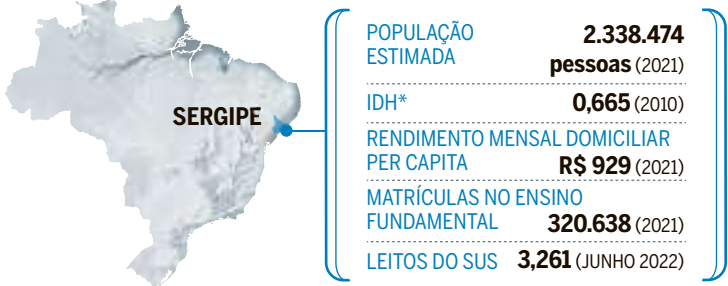 SERGIPE
POPULAÇÃO 2.338.474
ESTIMADA pessoas (2021)
IDH* 0,665 (2010)
RENDIMENTO MENSAL DOMICILIAR
PER CAPITA R$ 929 (2021)
MATRÍCULAS NO ENSINO
FUNDAMENTAL 320.638 (2021)
LEITOS DO SUS 3,261 (JUNHO 2022)